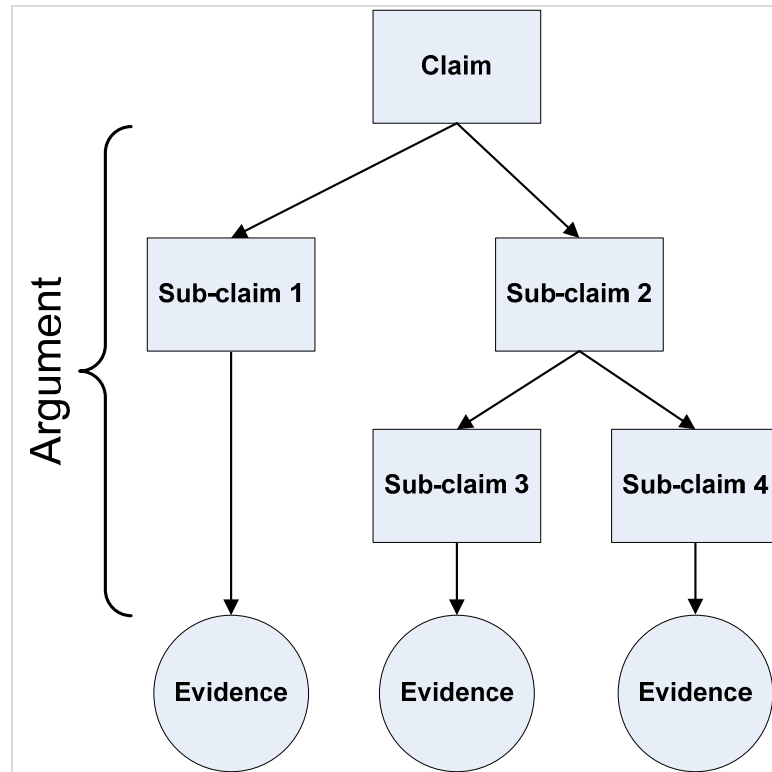 Claim
Argument
Sub-claim 1
Sub-claim 2
Sub-claim 3
Sub-claim 4
Evidence
Evidence
Evidence